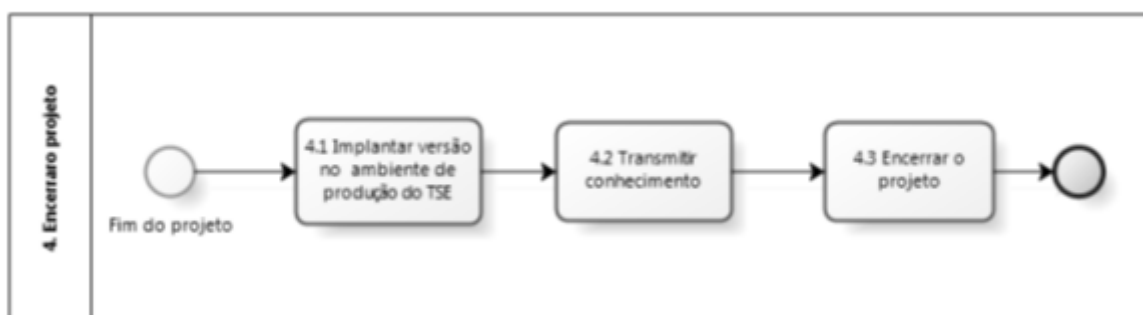 4. Encerraro projeto
Fim do projeto
4.1 Implantar versão
no ambiente de
produção do TSE
4.2 Transmitir
conhecimento
4.3 Encerrar o
projeto